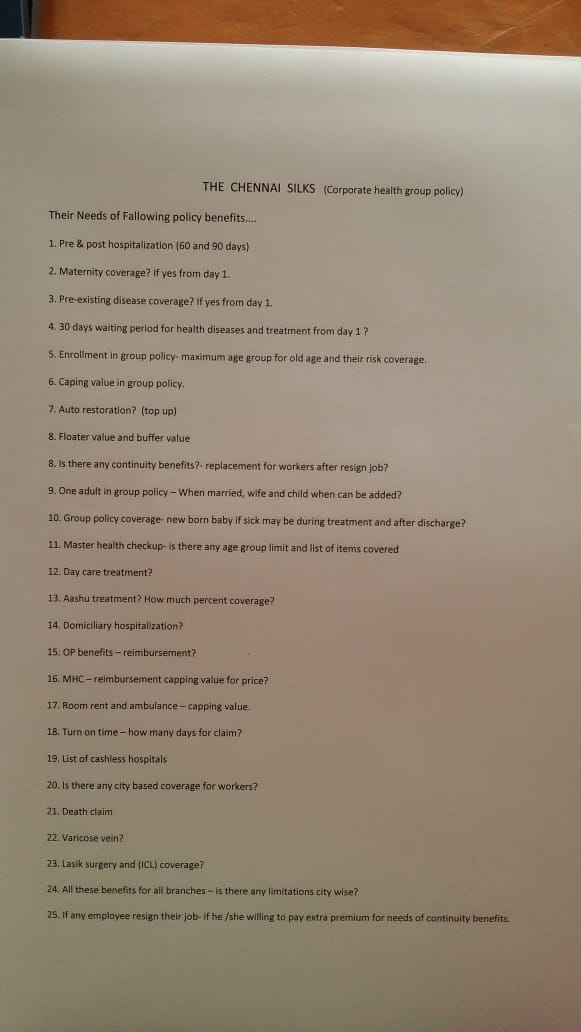 THE CHENNAI SILKS (Corporate health group policy)
Their Needs of Fallowing policy benefits....
1. Pre & post hospitalization (60 and 90 days)
2. Maternity coverage? If yes from day 1.
3. Pre-existing disease coverage? If yes from day 1.
4. 30 days waiting period for health diseases and treatment from day 1 ?
5. Enrollment in group policy- maximum age group for old age and their risk coverage.
6. Caping value in group policy.
7. Auto restoration? (top up)
8. Floater value and buffer value
8. Is there any continuity benefits?- replacement for workers after resign job?
9. One adult in group policy – When married, wife and child when can be added?
10. Group policy coverage- new born baby if sick may be during treatment and after discharge?
11. Master health checkup- is there any age group limit and list of items covered
12. Day care treatment?
13. Aashu treatment? How much percent coverage?
14. Domiciliary hospitalization?
15. OP benefits – reimbursement?
16. MHC – reimbursement capping value for price?
17. Room rent and ambulance – capping value.
18. Turn on time – how many days for claim?
19. List of cashless hospitals
20. Is there any city based coverage for workers?
21. Death claim
22. Varicose vein?
23. Lasik surgery and (ICL) coverage?
24. All these benefits for all branches – is there any limitations city wise?
25. If any employee resign their job- if he /she willing to pay extra premium for needs of continuity benefits.